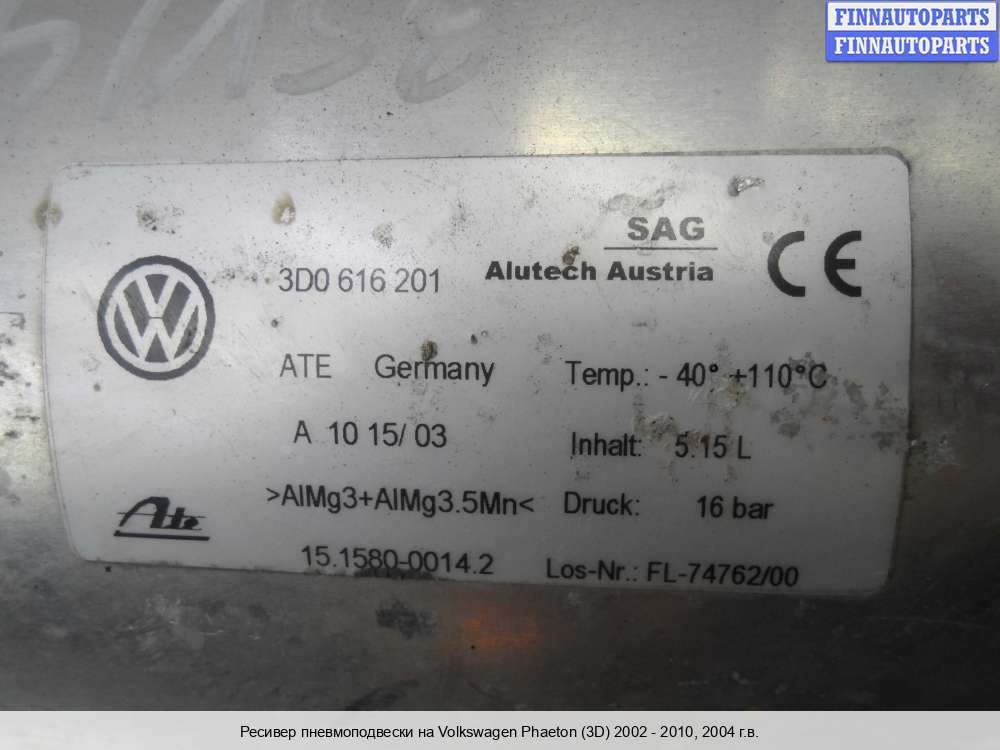 FINNAUTOPARTS
FINNAUTOPARTS
SAG
Alutech Austria
CE
3D0 616 201
ATE Germany
Temp.: - 40° +110°C
A 10 15/ 03
Inhalt: 5.15 L
>AlMg3+AlMg3.5Mn<
Druck: 16 bar
Ate
15.1580-0014.2
Los-Nr.: FL-74762/00
Ресивер пневмоподвески на Volkswagen Phaeton (3D) 2002 - 2010, 2004 г.в.